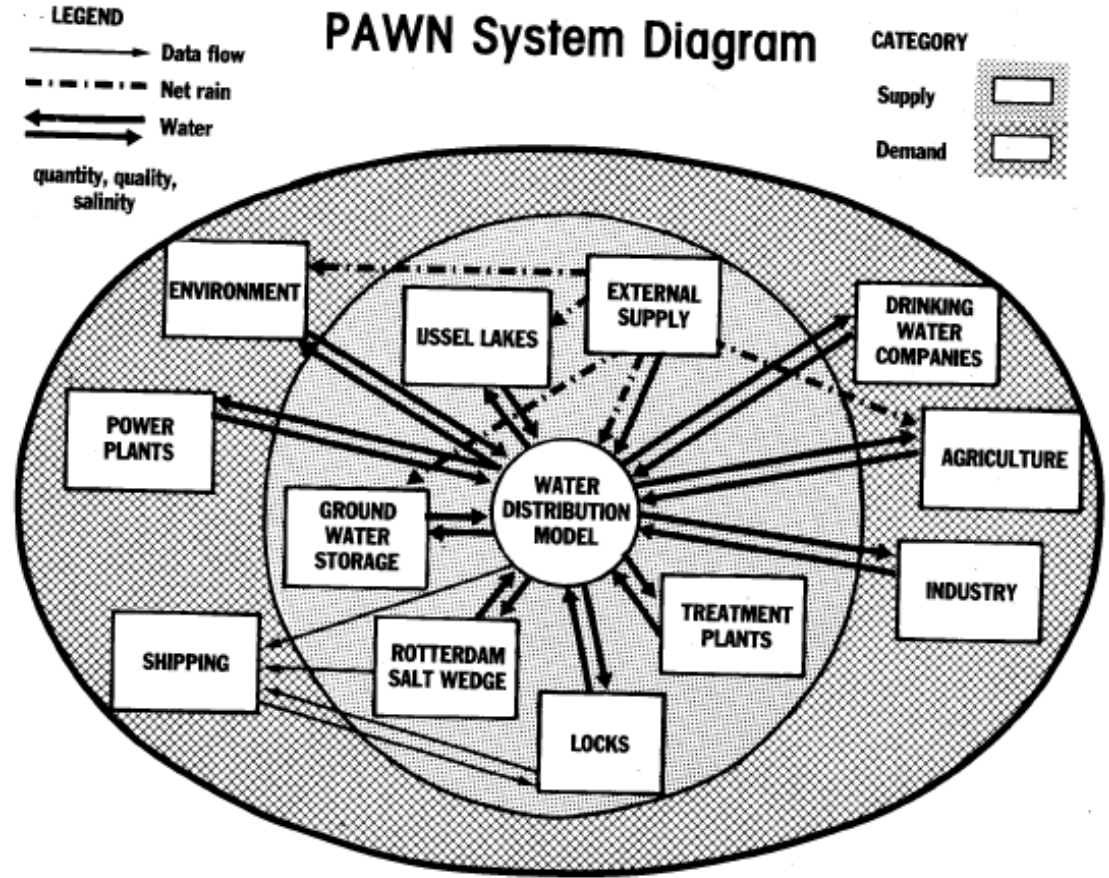 PAWN System Diagram
LEGEND
Data flow
Net rain
Water
quantity, quality,
salinity
CATEGORY
Supply
Demand
ENVIRONMENT
IJSSEL LAKES
EXTERNAL
SUPPLY
DRINKING
WATER
COMPANIES
POWER
PLANTS
AGRICULTURE
WATER
DISTRIBUTION
MODEL
GROUND
WATER
STORAGE
INDUSTRY
TREATMENT
PLANTS
SHIPPING
ROTTERDAM
SALT WEDGE
LOCKS